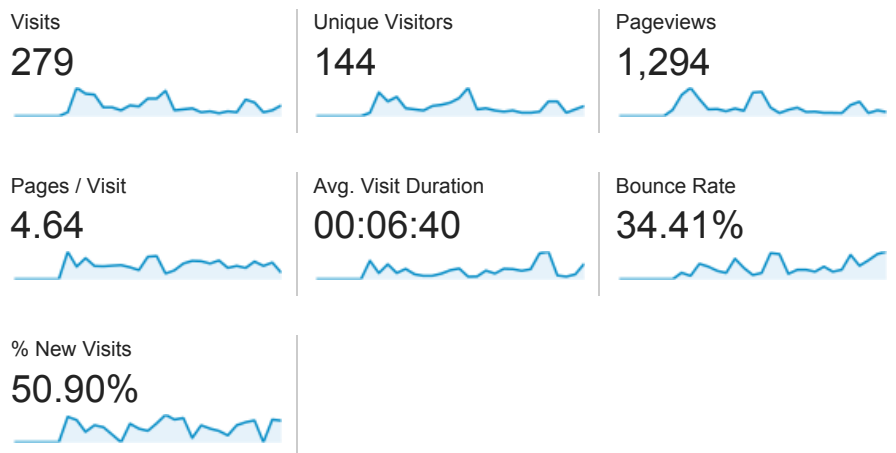 Visits
279
Unique Visitors
144
Pageviews
1,294
Pages / Visit
4.64
Avg. Visit Duration
00:06:40
Bounce Rate
34.41%
% New Visits
50.90%